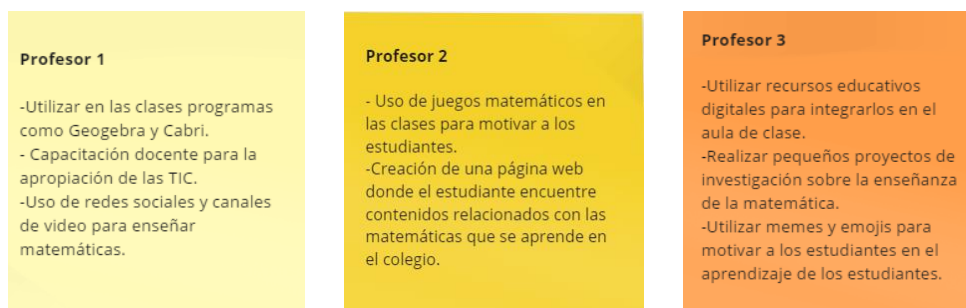 Profesor 1
-Utilizar en las clases programas
como Geogebra y Cabri.
- Capacitación docente para la
apropiación de las TIC.
-Uso de redes sociales y canales
de video para enseñar
matemáticas.
Profesor 2
- Uso de juegos matemáticos en
las clases para motivar a los
estudiantes.
-Creación de una página web
donde el estudiante encuentre
contenidos relacionados con las
matemáticas que se aprende en
el colegio.
Profesor 3
-Utilizar recursos educativos
digitales para integrarlos en el
aula de clase.
-Realizar pequeños proyectos de
investigación sobre la enseñanza
de la matemática.
-Utilizar memes y emojis para
motivar a los estudiantes en el
aprendizaje de los estudiantes.